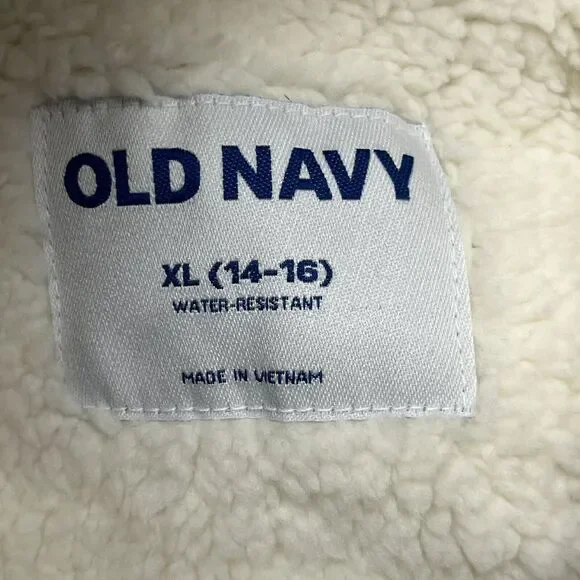 OLD NAVY
XL (14-16)
WATER-RESISTANT
MADE IN VIETNAM